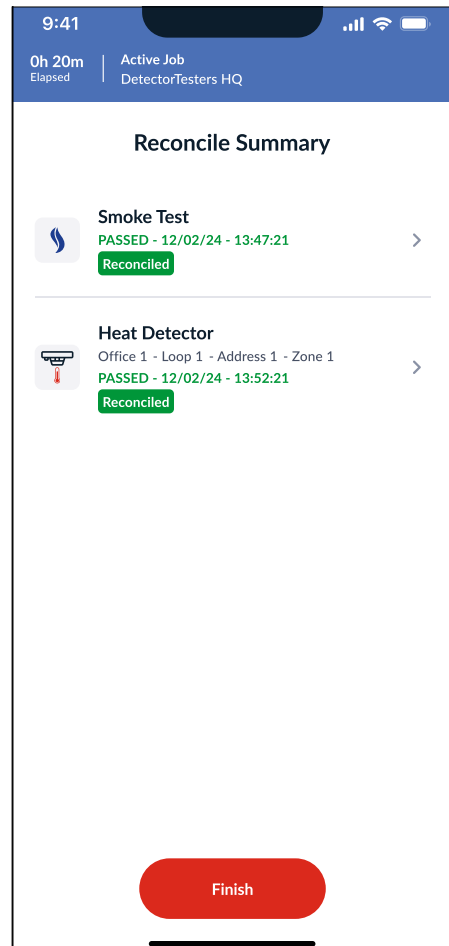 9:41
0h 20m
Elapsed
Active Job
DetectorTesters HQ
Reconcile Summary
Smoke Test
PASSED - 12/02/24 - 13:47:21
Reconciled
Heat Detector
Office 1 - Loop 1 - Address 1 - Zone 1
PASSED - 12/02/24 - 13:52:21
Reconciled
Finish